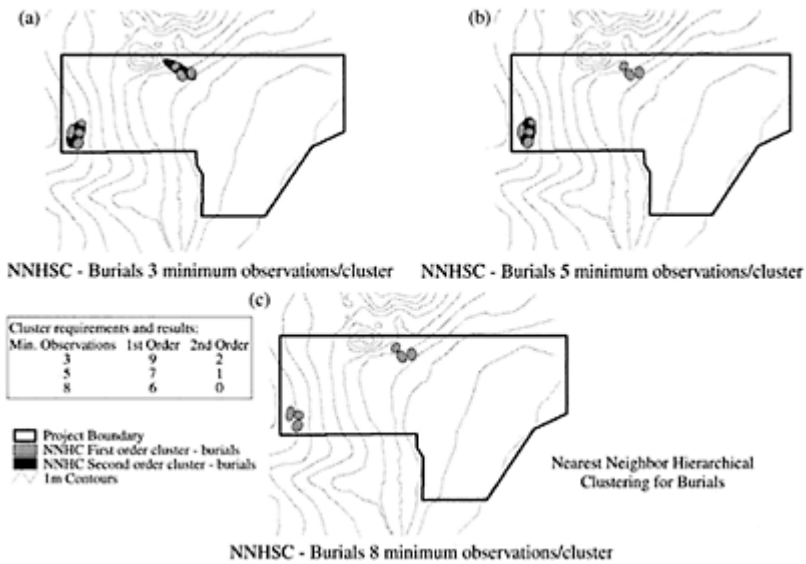 (a)
(b)
NNHSC - Burials 3 minimum observations/cluster
NNHSC - Burials 5 minimum observations/cluster
(c)
Cluster requirements and results:
Min. Observations 1st Order 2nd Order
3 9 2
5 7 1
8 6 0
Project Boundary
NNHC First order cluster - burials
NNHC Second order cluster - burials
1m Contours
Nearest Neighbor Hierarchical
Clustering for Burials
NNHSC - Burials 8 minimum observations/cluster